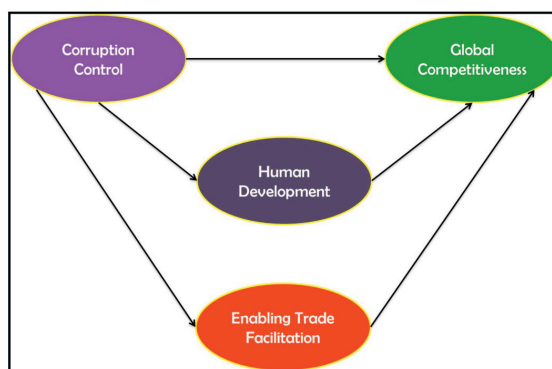 Corruption
Control
Global
Competitiveness
Human
Development
Enabling Trade
Facilitation